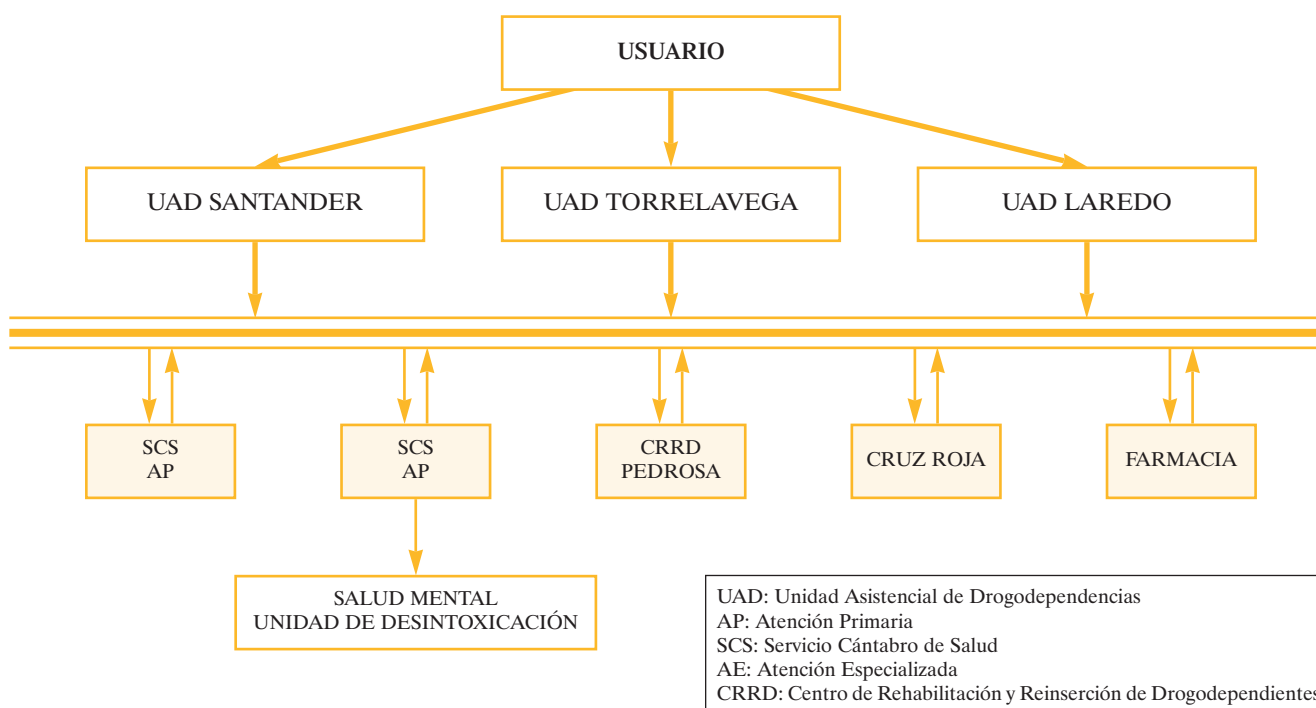 USUARIO
UAD SANTANDER
UAD TORRELAVEGA
UAD LAREDO
SCS
AP
SCS
AP
CRRD
PEDROSA
CRUZ ROJA
FARMACIA
SALUD MENTAL
UNIDAD DE DESINTOXICACIÓN
UAD: Unidad Asistencial de Drogodependencias
AP: Atención Primaria
SCS: Servicio Cántabro de Salud
AE: Atención Especializada
CRRD: Centro de Rehabilitación y Reinserción de Drogodependientes